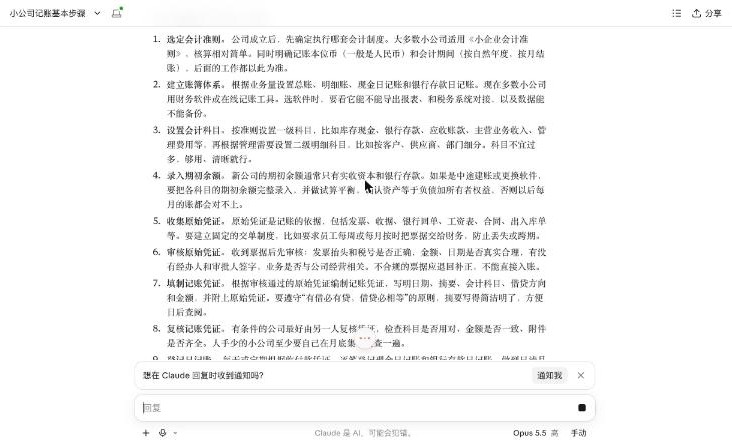 小公司记账基本步骤
分享
1. 选定会计准则。公司成立后，先确定执行哪套会计制度。大多数小公司适用《小企业会计准
则》，核算相对简单。同时明确记账本位币（一般是人民币）和会计期间（按自然年度、按月结
账），后面的工作都以此为准。
2. 建立账簿体系。根据业务量设置总账、明细账、现金日记账和银行存款日记账。现在多数小公司
用财务软件或在线记账工具。选软件时，要看它能不能导出报表、和税务系统对接，以及数据能
不能备份。
3. 设置会计科目。按准则设置一级科目，比如库存现金、银行存款、应收账款、主营业务收入、管
理费用等，再根据管理需要设置二级明细科目，比如按客户、供应商、部门细分。科目不宜过
多，够用、清晰就行。
4. 录入期初余额。新公司的期初余额通常只有实收资本和银行存款。如果是中途建账或更换软件，
要把各科目的期初余额完整录入，并做试算平衡，认资产等于负债加所有者权益，否则以后每
月的账都会对不上。
5. 收集原始凭证。原始凭证是记账的依据，包括发票、收据、银行回单、工资表、合同、出入库单
等。要建立固定的交单制度，比如要求员工每周或每月按时把票据交给财务，防止丢失或跨期。
6. 审核原始凭证。收到票据后先审核：发票抬头和税号是否正确，金额、日期是否真实合理，有没
有经办人和审批人签字，业务是否与公司经营相关。不合规的票据应退回补正，不能直接入账。
7. 填制记账凭证。根据审核通过的原始凭证编制记账凭证，写明日期、摘要、会计科目、借贷方向
和金额，并附上原始凭证。要遵守“有借必有贷，借贷必相等”的原则，摘要写得简洁明了，方便
日后查阅。
8. 复核记账凭证。有条件的公司最好由另一人复核凭证，检查科目是否用对、金额是否一致、附件
是否齐全。人手少的小公司至少要自己在月底集查一遍。
想在 Claude 回复时收到通知吗？
通知我
回复
Claude 是 AI，可能会犯错。
Opus 5.5 高
手动